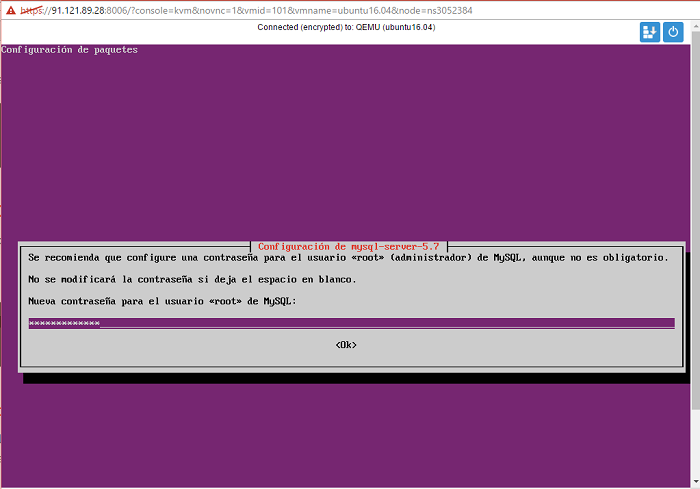 https://91.121.89.28:8006/?console=kvm&novnc=1&vmid=101&vmname=ubuntu16.04&node=ns3052384
Connected (encrypted) to: QEMU (ubuntu16.04)
Configuración de paquetes
Configuración de mysql-server-5.7
Se recomienda que configure una contraseña para el usuario «root» (administrador) de MySQL, aunque no es obligatorio.
No se modificará la contraseña si deja el espacio en blanco.
Nueva contraseña para el usuario «root» de MySQL:
*************
<Ok>